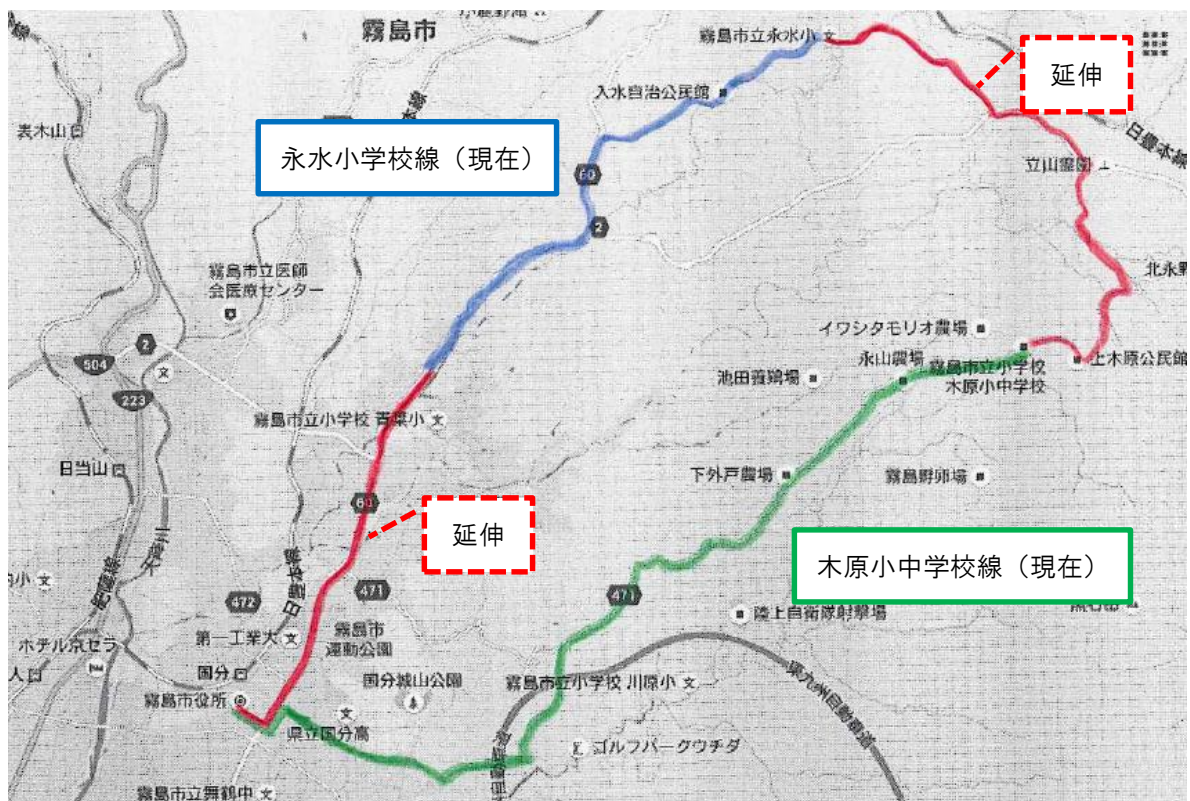 霧島市
霧島市立永水小
延伸
入水自治公民館
表木山
日豊本線
永水小学校線（現在）
立山霊園
60
2
霧島市立医師
会医療センター
イワシタモリオ農場
2
永山農場
上木原公民館
504
池田養鶏場
霧島市立小学校
木原小中学校
223
霧島市立小学校 青葉小
日当山
下外戸農場
霧島孵卵場
60
延伸
木原小中学校線（現在）
日豊本線
471
471
472
陸上自衛隊射撃場
第一工業大
霧島市
運動公園
ホテル京セラ
国分
国分城山公園
霧島市立小学校 川原小
東九州自動車道
霧島市役所
県立国分高
ゴルフパークウチダ
霧島市立舞鶴中